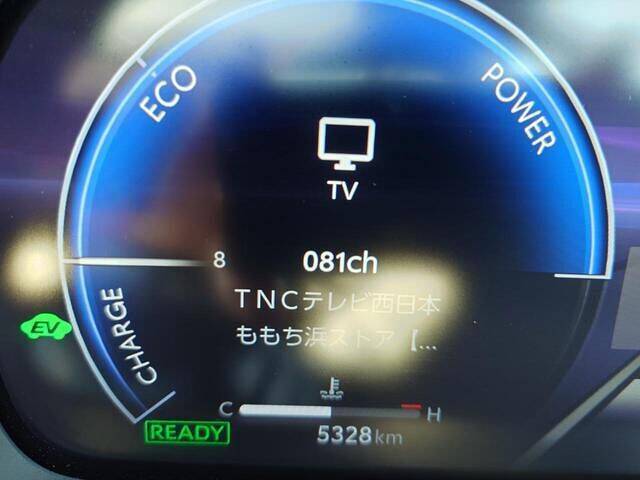 ECO
POWER
TV
8
081ch
TNCテレビ西日本
ももち浜ストア【...
CHARGE
EV
C
H
READY
5328km